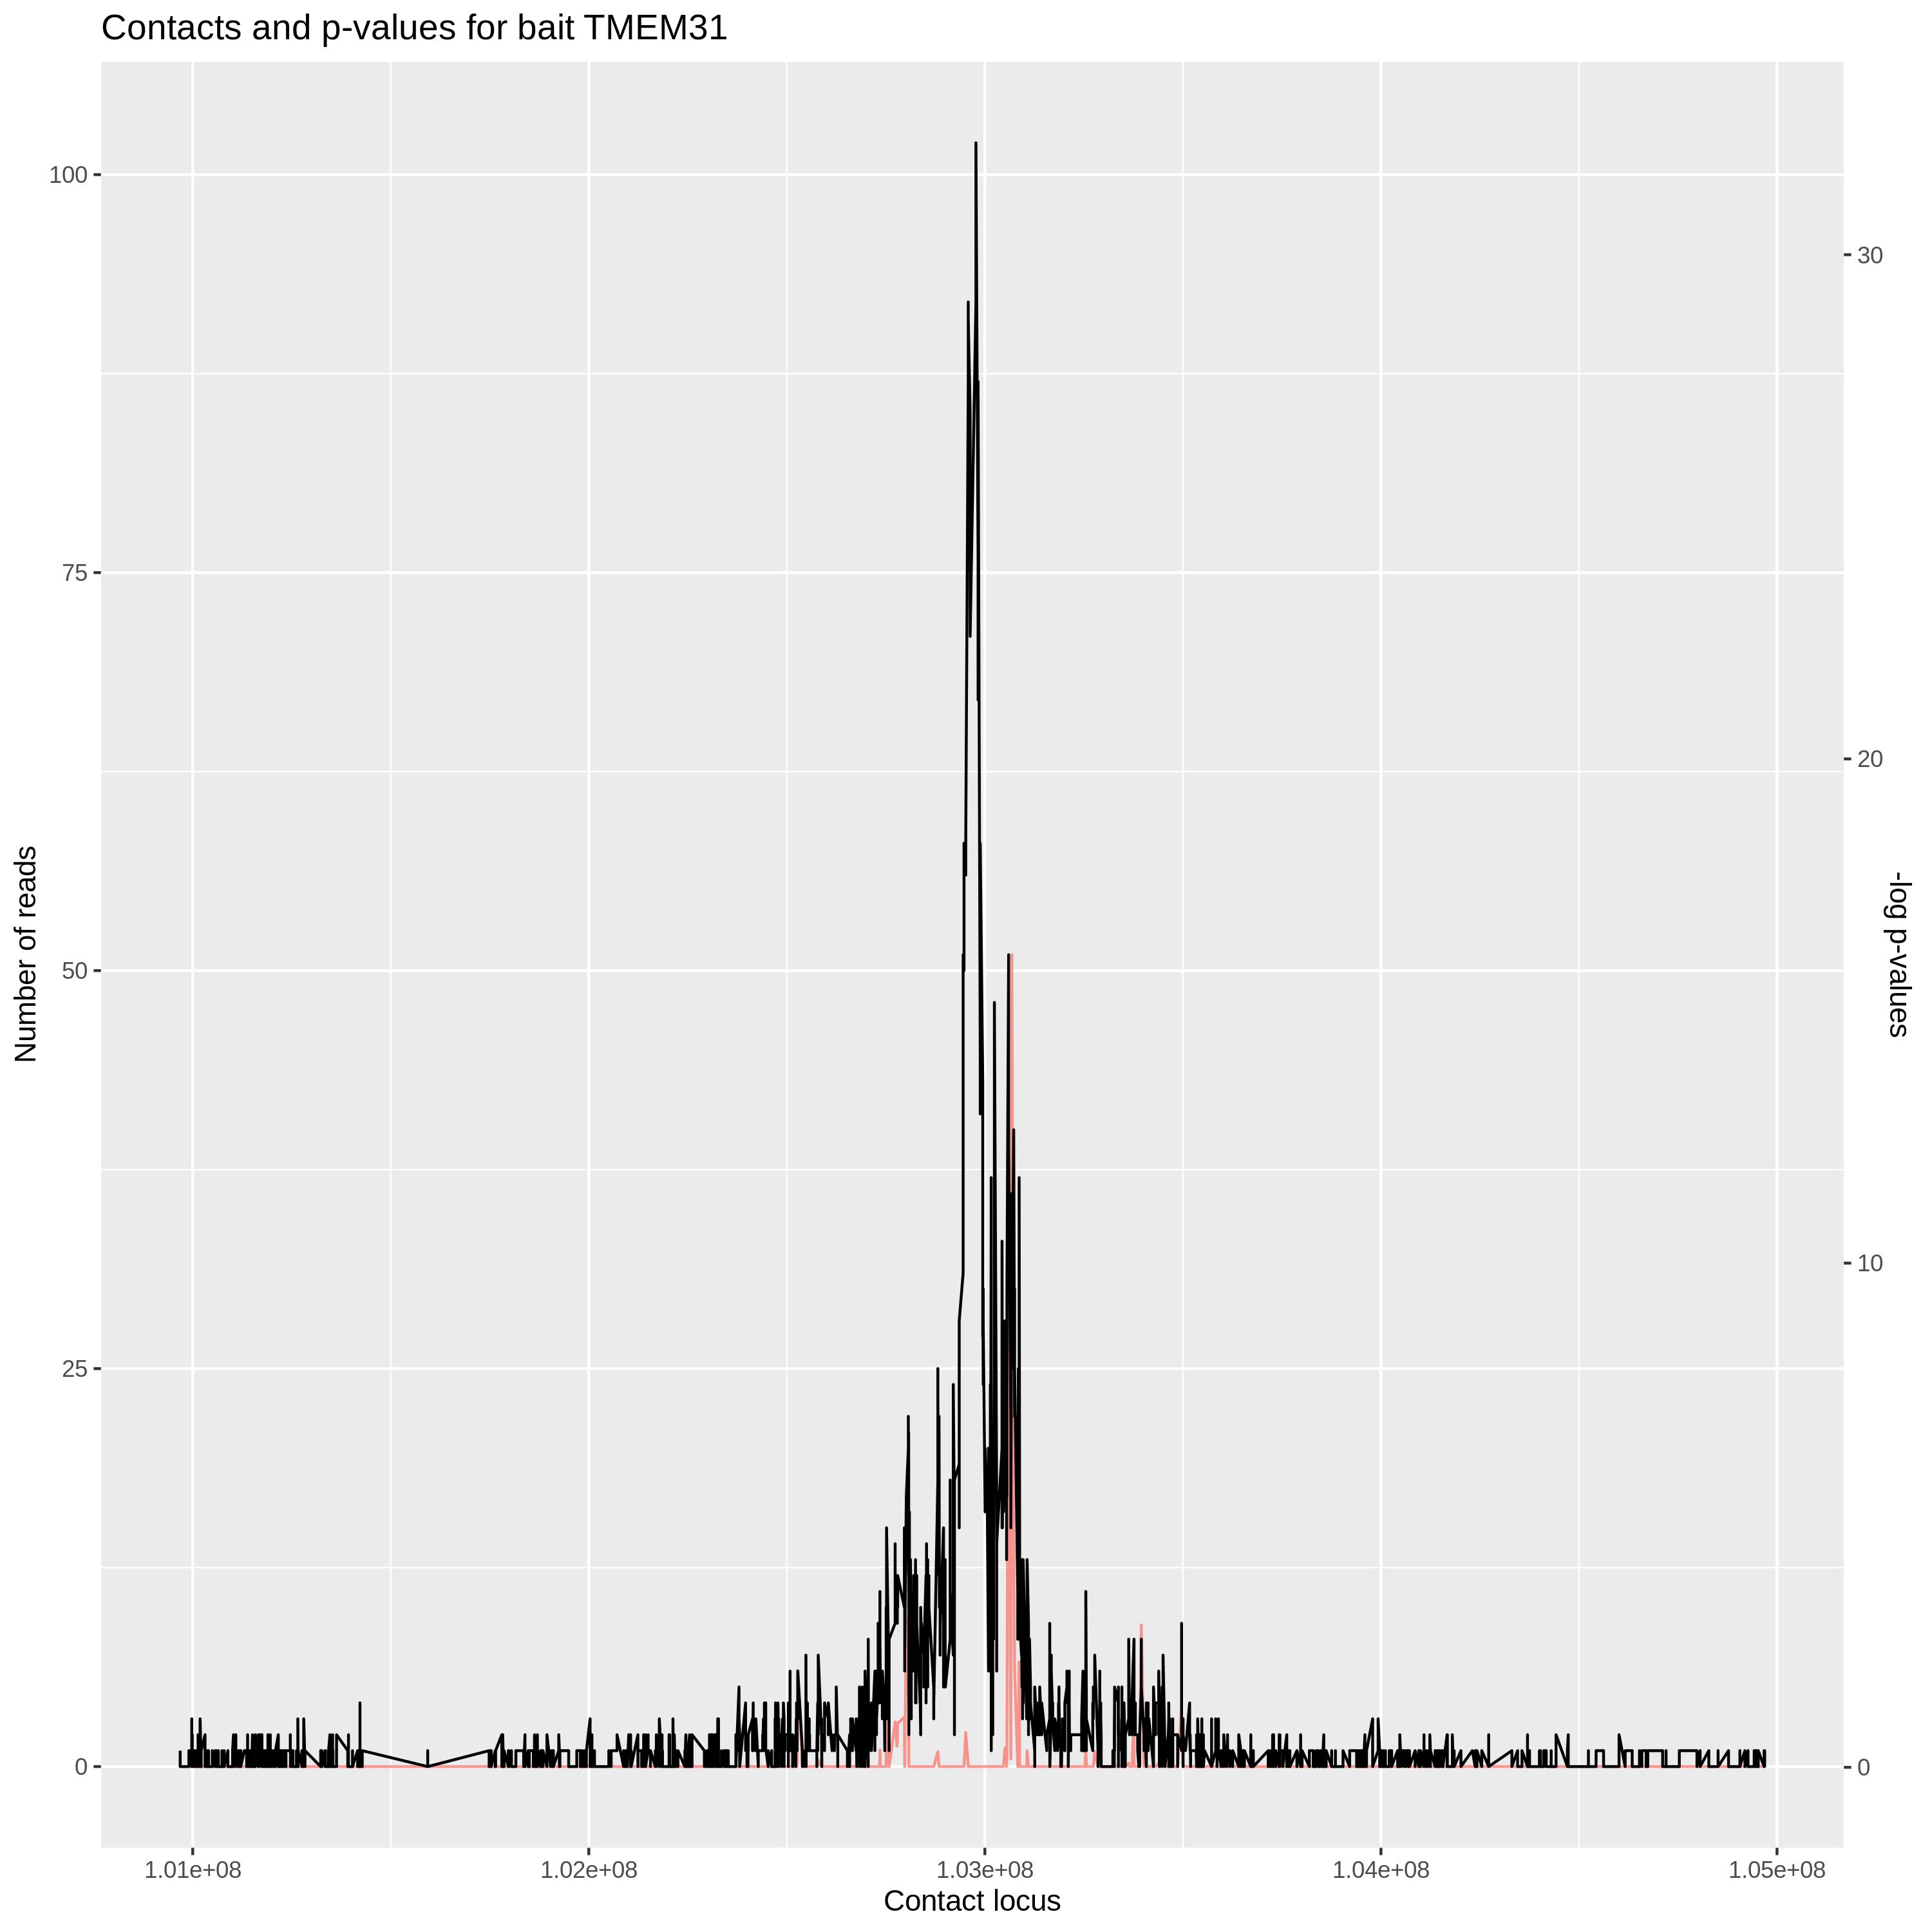 Contacts and p-values for bait TMEM31
100
75
50
25
0
Number of reads
30
20
10
0
-log p-values
1.01e+08
1.02e+08
1.03e+08
1.04e+08
1.05e+08
Contact locus